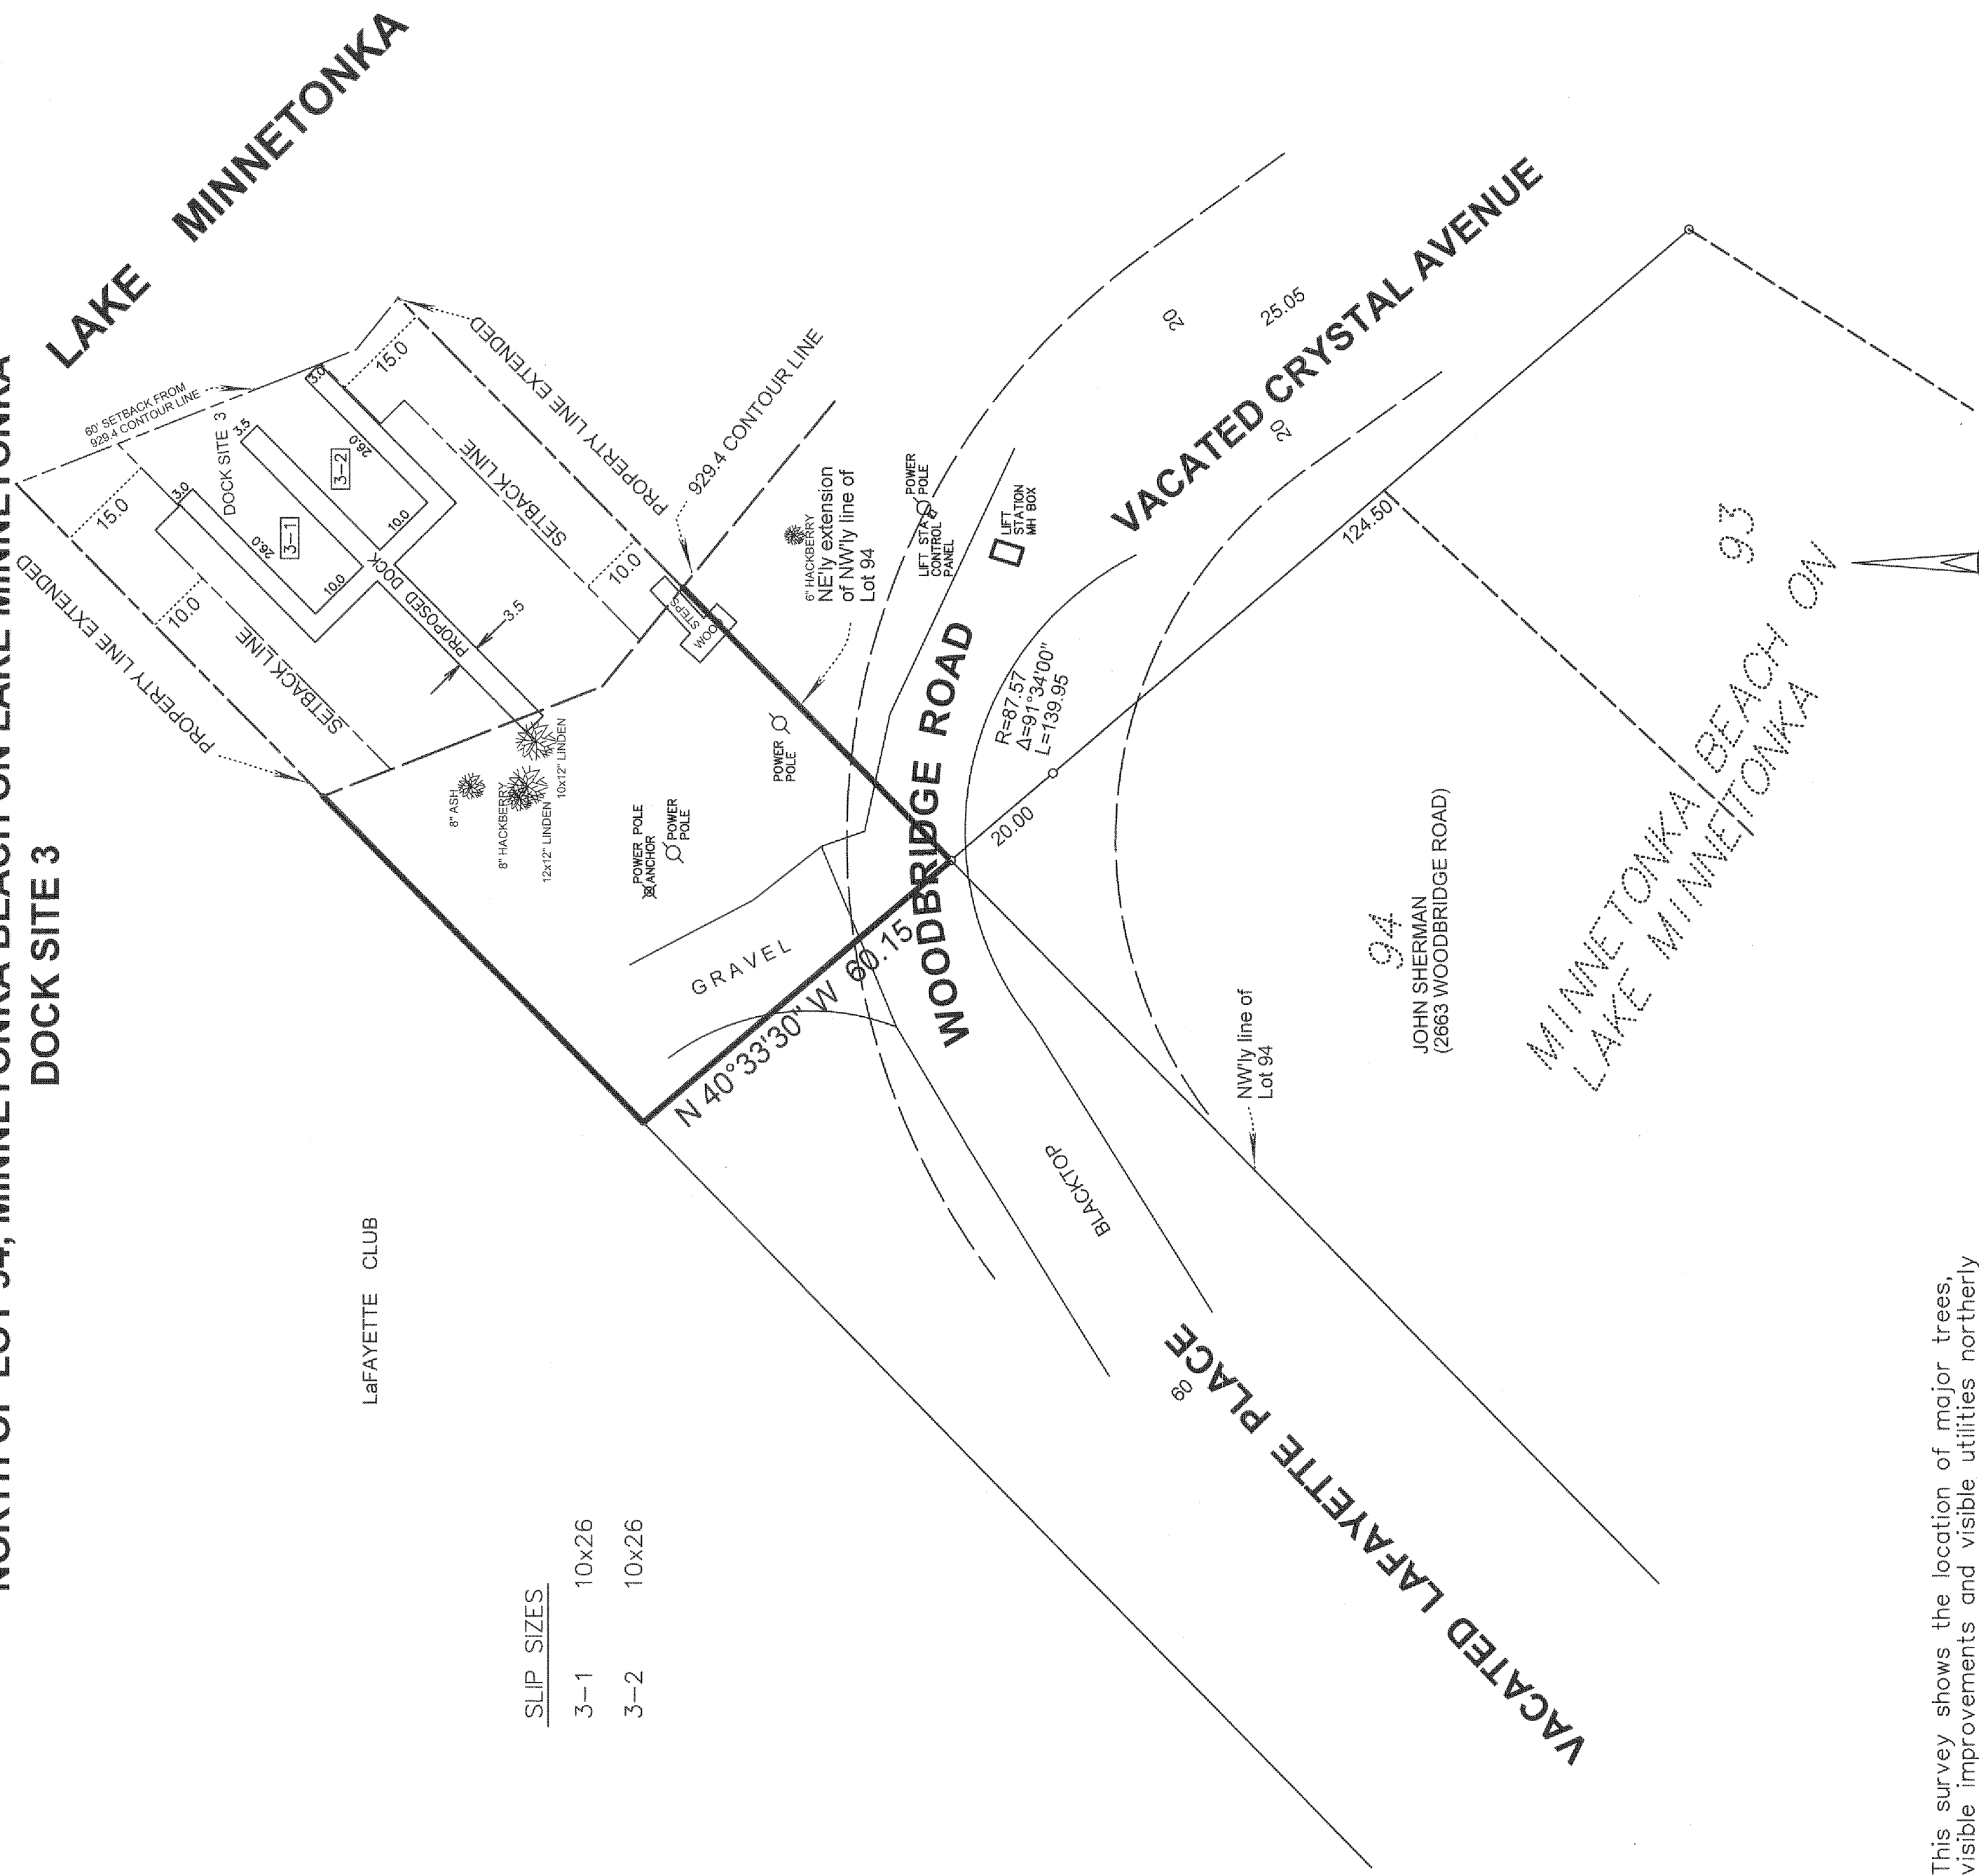 NORTH OF LOT 94, MINNETONKA BEACH ON LAKE MINNETONKA
DOCK SITE 3
LAKE MINNETONKA
60' SETBACK FROM
929.4 CONTOUR LINE
DOCK SITE 3
15.0
3.0
3.5
3.0
15.0
PROPERTY LINE EXTENDED
10.0
26.0
3-1
10.0
26.0
3-2
10.0
SETBACK LINE
PROPOSED DOCK
3.5
SETBACK LINE
10.0
PROPERTY LINE EXTENDED
929.4 CONTOUR LINE
WOOD
STEPS
8" ASH
8" HACKBERRY
12x12" LINDEN
10x12" LINDEN
6" HACKBERRY
NE'ly extension
of NW'ly line of
Lot 94
POWER
POLE
POWER POLE
ANCHOR
POWER
POLE
LIFT STA
CONTROL
PANEL
POWER
POLE
LIFT
STATION
MH BOX
LaFAYETTE CLUB
GRAVEL
N 40°33'30" W 60.15
WOODBRIDGE ROAD
R=87.57
Δ=91°34'00"
L=139.95
20.00
VACATED CRYSTAL AVENUE
20
25.05
20
124.50
93
94
JOHN SHERMAN
(2663 WOODBRIDGE ROAD)
NW'ly line of
Lot 94
BLACKTOP
60
VACATED LAFAYETTE PLACE
MINNETONKA BEACH ON
LAKE MINNETONKA
SLIP SIZES
3-1 10x26
3-2 10x26
This survey shows the location of major trees,
visible improvements and visible utilities northerly